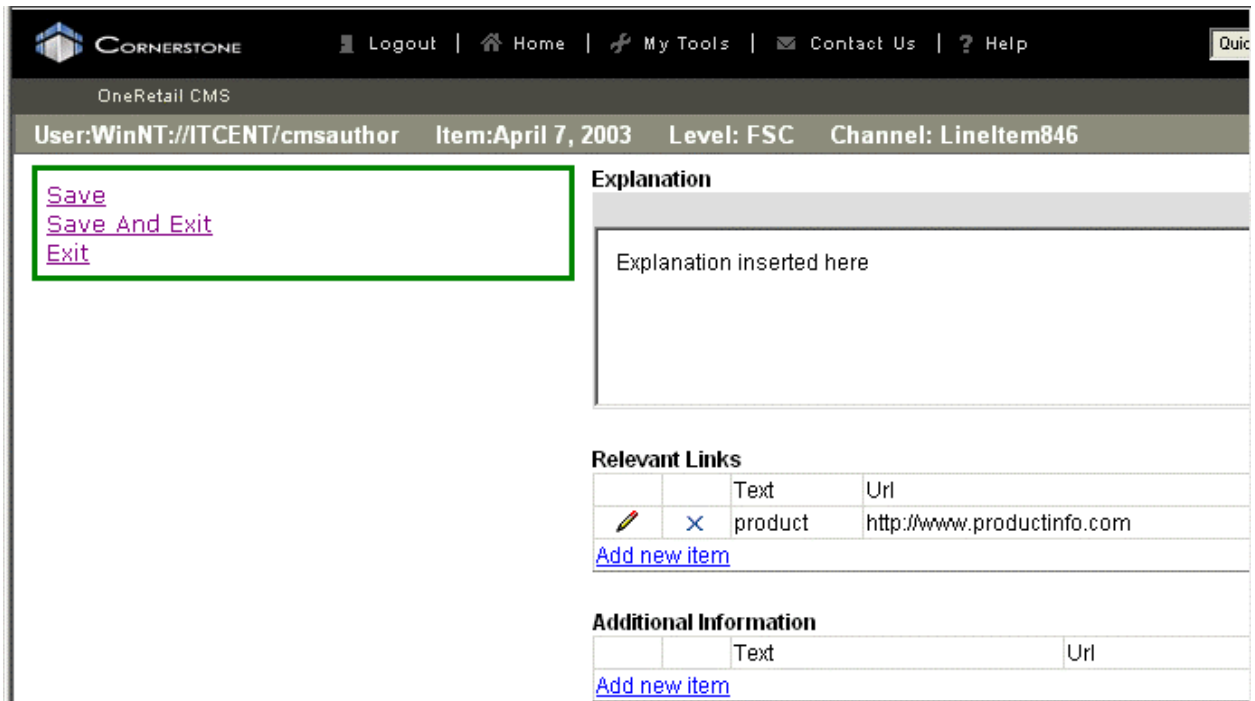 CORNERSTONE Logout | Home | My Tools | Contact Us | ? Help Quic
OneRetail CMS
User:WinNT://ITCENT/cmsauthor Item:April 7, 2003 Level: FSC Channel: LineItem846
Save
Save And Exit
Exit
Explanation
Explanation inserted here
Relevant Links
Text Url
product http://www.productinfo.com
Add new item
Additional Information
Text Url
Add new item